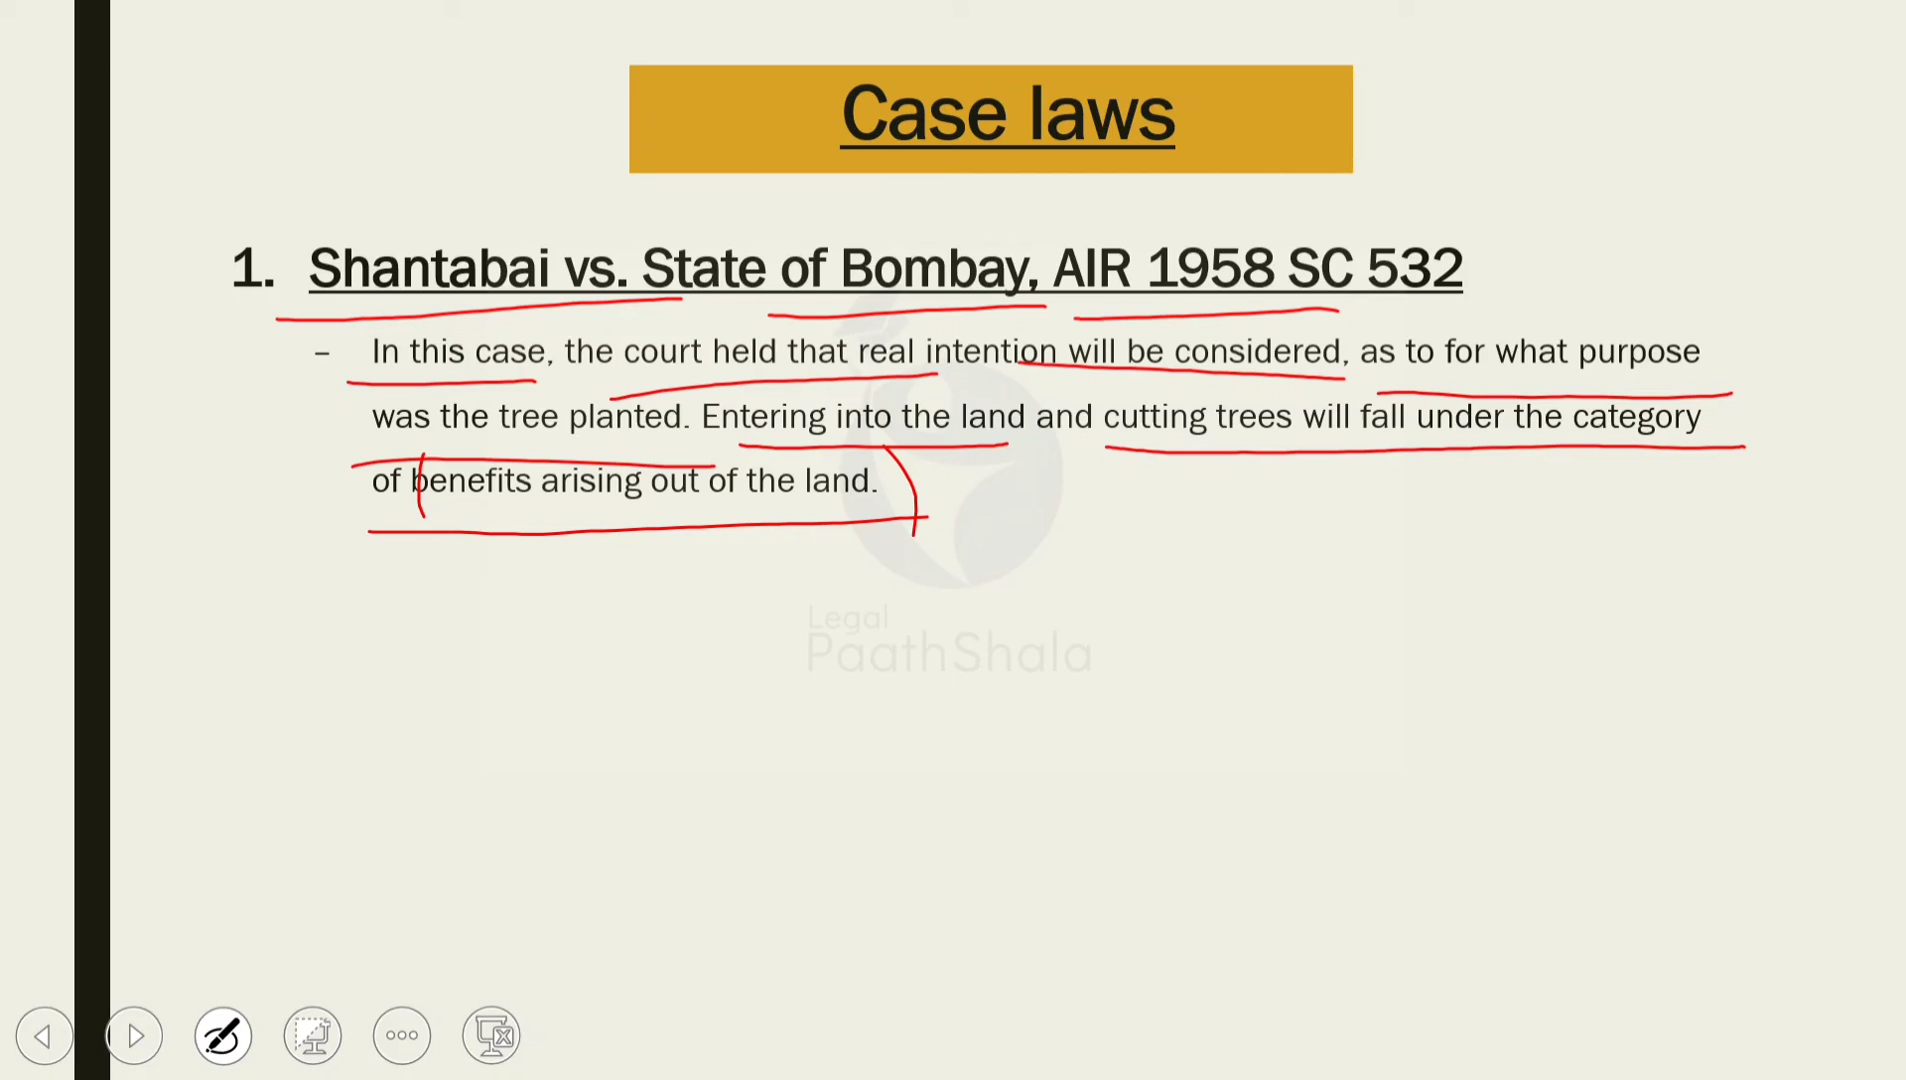 Case laws
1. Shantabai vs. State of Bombay, AIR 1958 SC 532
– In this case, the court held that real intention will be considered, as to for what purpose
was the tree planted. Entering into the land and cutting trees will fall under the category
of benefits arising out of the land.
Legal
PaathShala